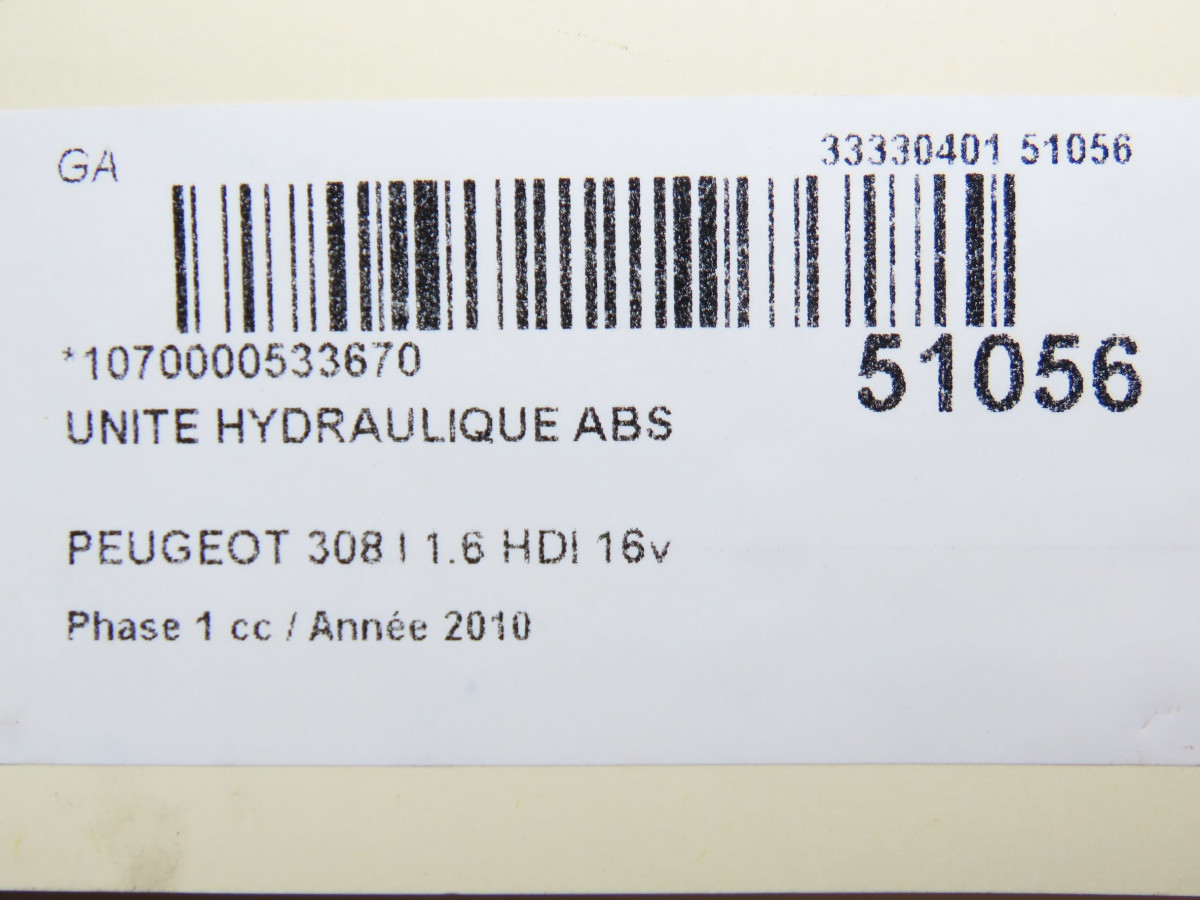 GA
33330401 51056
*1070000533670
51056
UNITE HYDRAULIQUE ABS
PEUGEOT 308 I 1.6 HDI 16v
Phase 1 cc / Année 2010